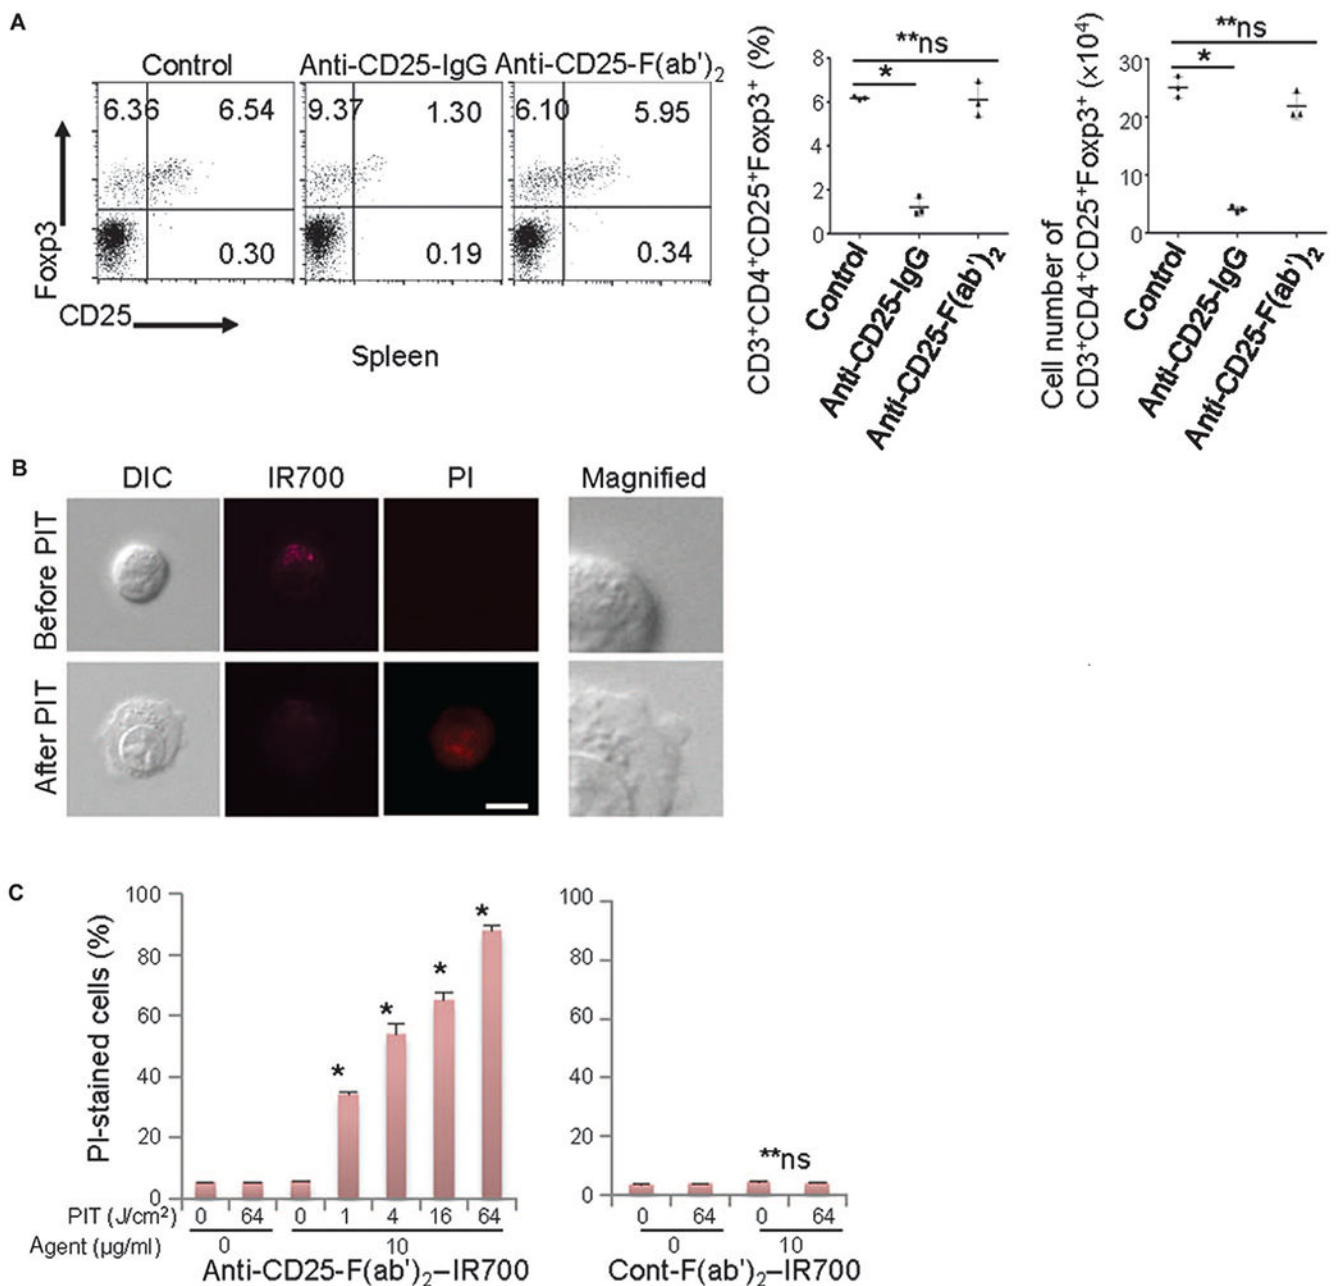 A
Control
Anti-CD25-IgG
Anti-CD25-F(ab')2
6.36
6.54
9.37
1.30
6.10
5.95
0.30
0.19
0.34
Foxp3
CD25
Spleen
CD3+CD4+CD25+Foxp3+ (%)
8
6
4
2
0
**ns
*
Control
Anti-CD25-IgG
Anti-CD25-F(ab')2
Cell number of
CD3+CD4+CD25+Foxp3+ (×10⁴)
30
20
10
0
**ns
*
Control
Anti-CD25-IgG
Anti-CD25-F(ab')2
B
DIC
IR700
PI
Magnified
Before PIT
After PIT
C
PI-stained cells (%)
100
80
60
40
20
0
*
*
*
*
PIT (J/cm²)
0 64 0 1 4 16 64
Agent (µg/ml)
0 10
Anti-CD25-F(ab')2–IR700
100
80
60
40
20
0
**ns
0 64 0 64
0 10
Cont-F(ab')2–IR700